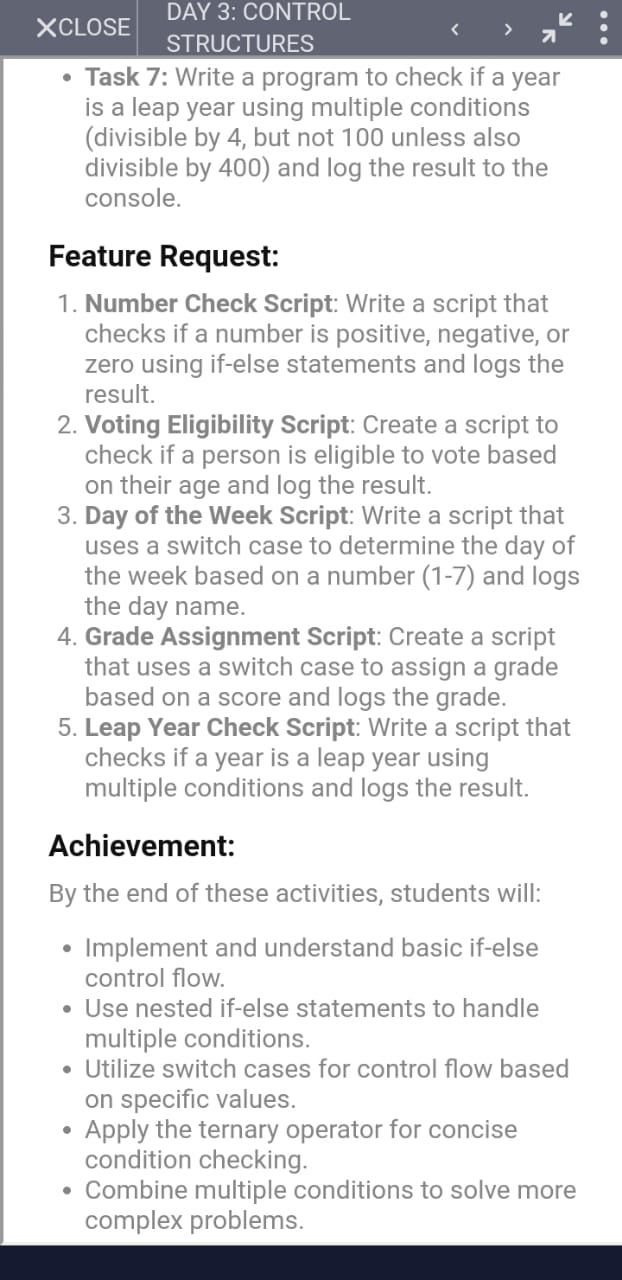 CLOSE
DAY 3: CONTROL
STRUCTURES
• Task 7: Write a program to check if a year
is a leap year using multiple conditions
(divisible by 4, but not 100 unless also
divisible by 400) and log the result to the
console.
Feature Request:
1. Number Check Script: Write a script that
checks if a number is positive, negative, or
zero using if-else statements and logs the
result.
2. Voting Eligibility Script: Create a script to
check if a person is eligible to vote based
on their age and log the result.
3. Day of the Week Script: Write a script that
uses a switch case to determine the day of
the week based on a number (1-7) and logs
the day name.
4. Grade Assignment Script: Create a script
that uses a switch case to assign a grade
based on a score and logs the grade.
5. Leap Year Check Script: Write a script that
checks if a year is a leap year using
multiple conditions and logs the result.
Achievement:
By the end of these activities, students will:
• Implement and understand basic if-else
control flow.
• Use nested if-else statements to handle
multiple conditions.
• Utilize switch cases for control flow based
on specific values.
• Apply the ternary operator for concise
condition checking.
• Combine multiple conditions to solve more
complex problems.